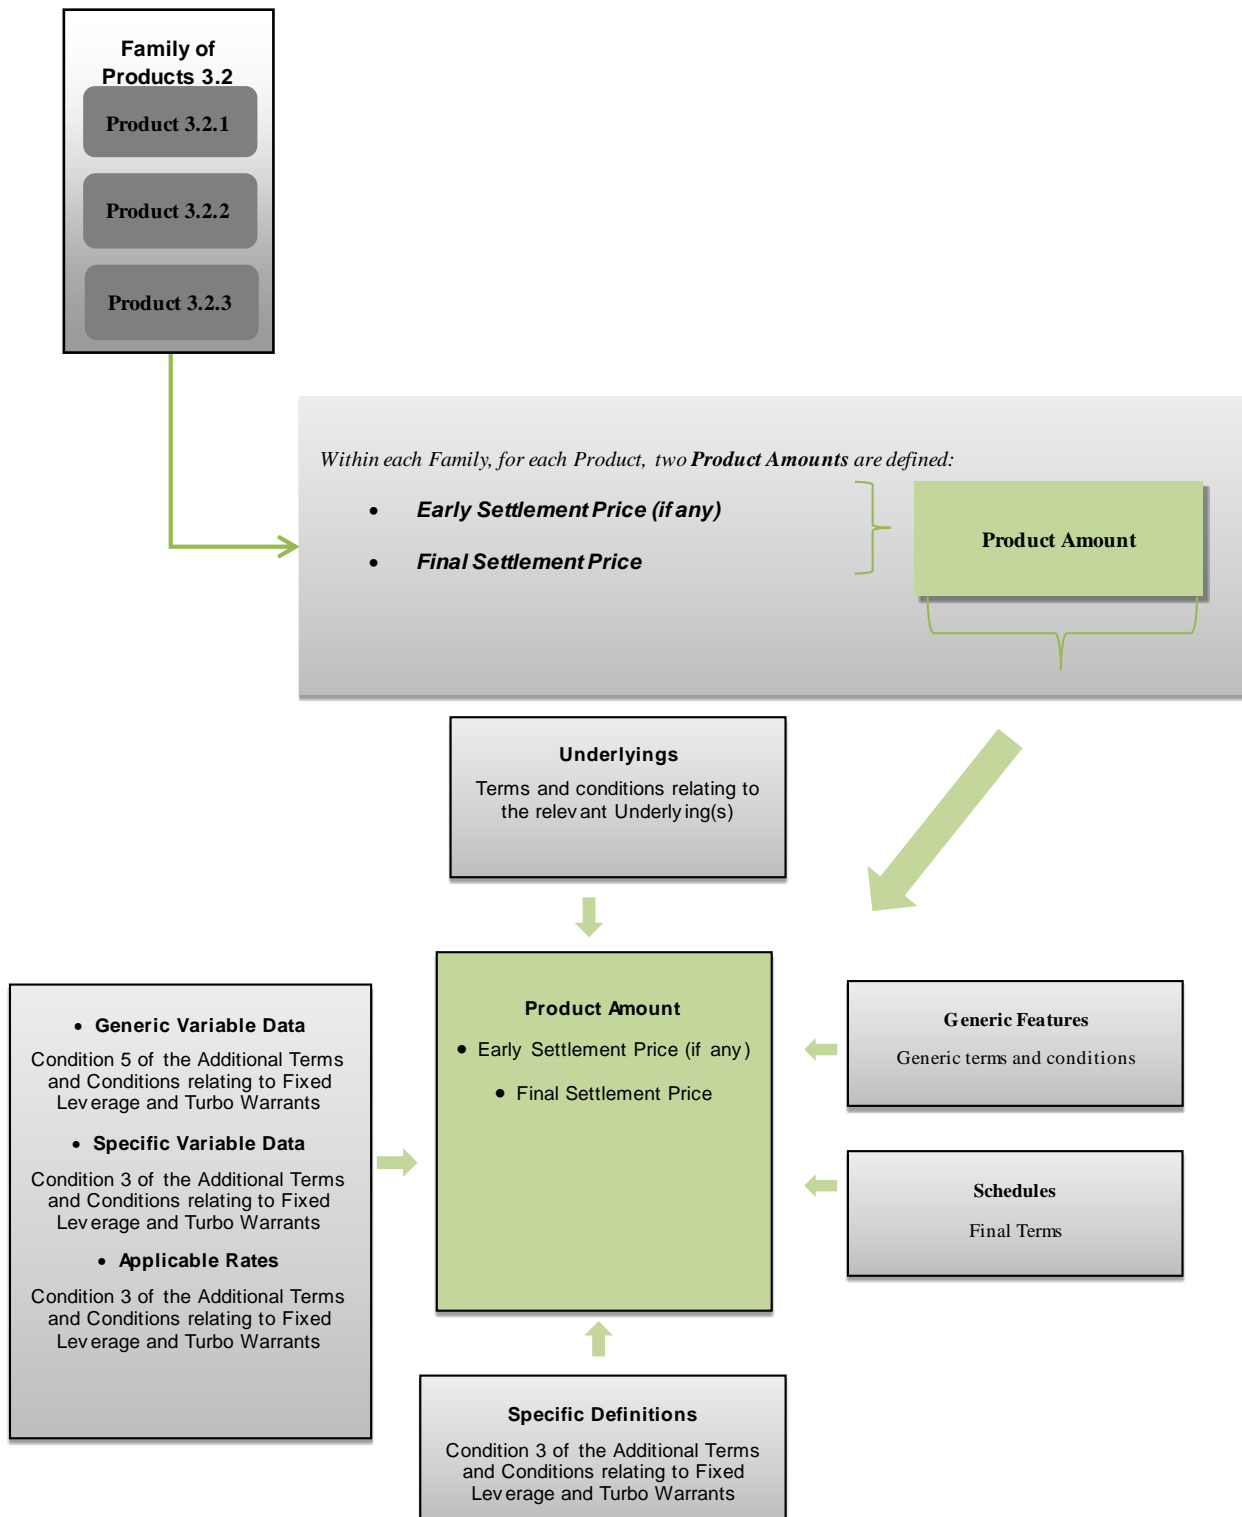 Family of
Products 3.2
Product 3.2.1
Product 3.2.2
Product 3.2.3
Within each Family, for each Product, two Product Amounts are defined:
• Early Settlement Price (if any)
• Final Settlement Price
Product Amount
Underlyings
Terms and conditions relating to
the relevant Underlying(s)
• Generic Variable Data
Condition 5 of the Additional Terms
and Conditions relating to Fixed
Leverage and Turbo Warrants
• Specific Variable Data
Condition 3 of the Additional Terms
and Conditions relating to Fixed
Leverage and Turbo Warrants
• Applicable Rates
Condition 3 of the Additional Terms
and Conditions relating to Fixed
Leverage and Turbo Warrants
Product Amount
• Early Settlement Price (if any)
• Final Settlement Price
Generic Features
Generic terms and conditions
Schedules
Final Terms
Specific Definitions
Condition 3 of the Additional Terms
and Conditions relating to Fixed
Leverage and Turbo Warrants